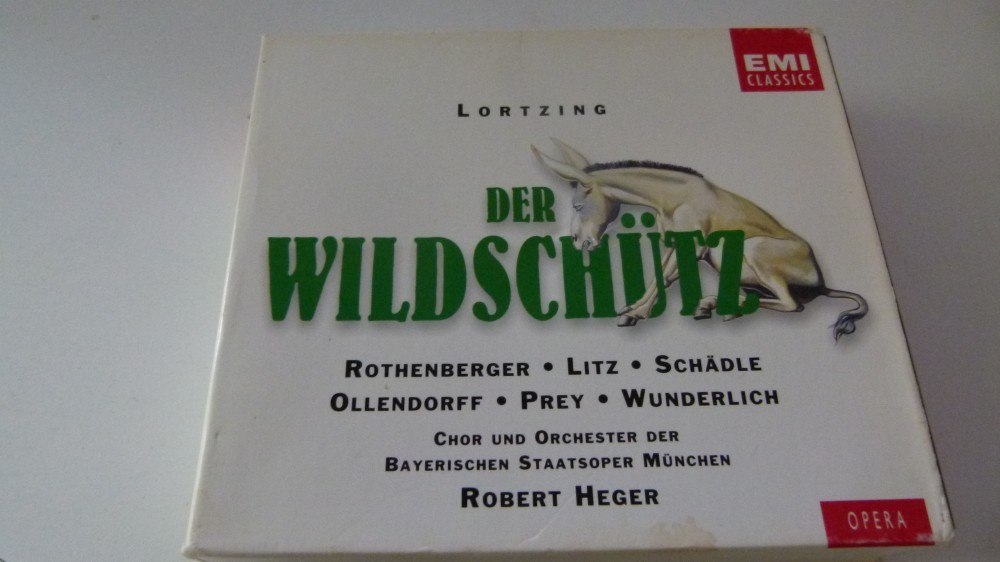 EMI
CLASSICS
LORTZING
DER
WILDSCHÜTZ
ROTHENBERGER • LITZ • SCHÄDLE
OLLENDORFF • PREY • WUNDERLICH
CHOR UND ORCHESTER DER
BAYERISCHEN STAATSOPER MÜNCHEN
ROBERT HEGER
OPERA